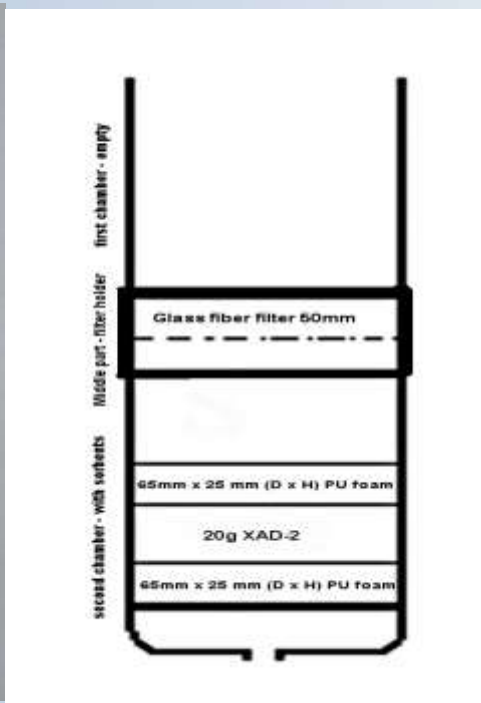 first chamber - empty
Middle part - filter holder
Glass fiber filter 50mm
second chamber - with sorbents
65mm x 25 mm (D x H) PU foam
20g XAD-2
65mm x 25 mm (D x H) PU foam